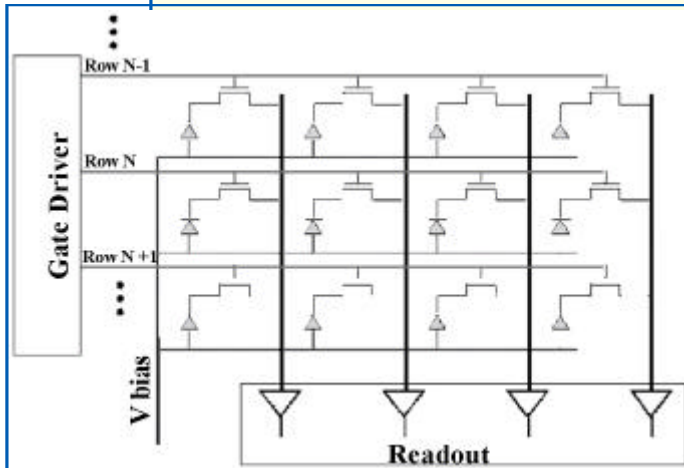 Row N-1
Row N
Row N +1
Gate Driver
V bias
Readout